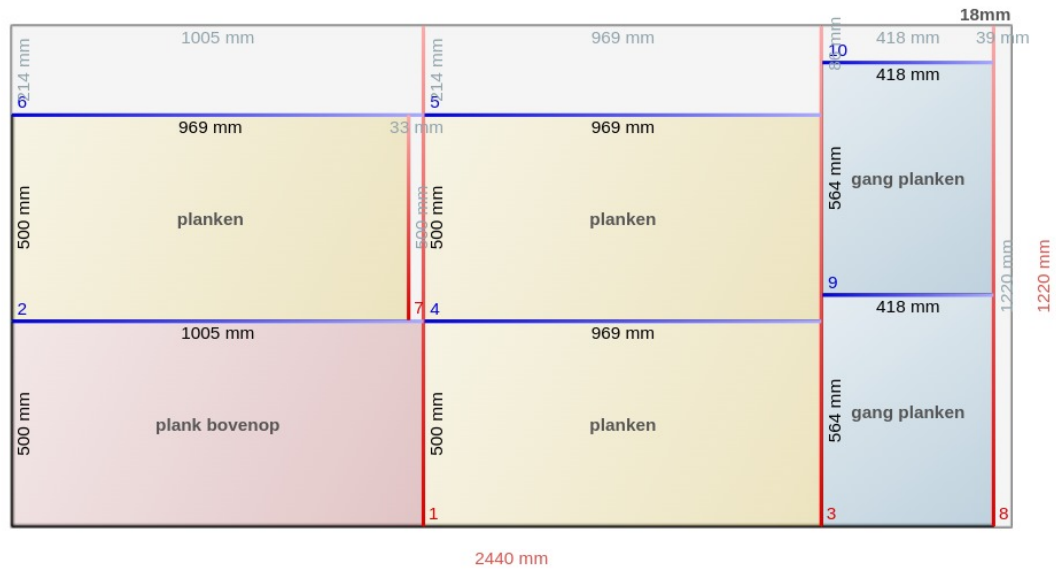 18mm
1005 mm
969 mm
418 mm
39 mm
214 mm
214 mm
10
6
5
418 mm
969 mm
33 mm
969 mm
500 mm
planken
500 mm
500 mm
planken
564 mm
gang planken
1220 mm
1220 mm
9
2
7
4
418 mm
1005 mm
969 mm
500 mm
plank bovenop
500 mm
planken
564 mm
gang planken
1
3
8
2440 mm